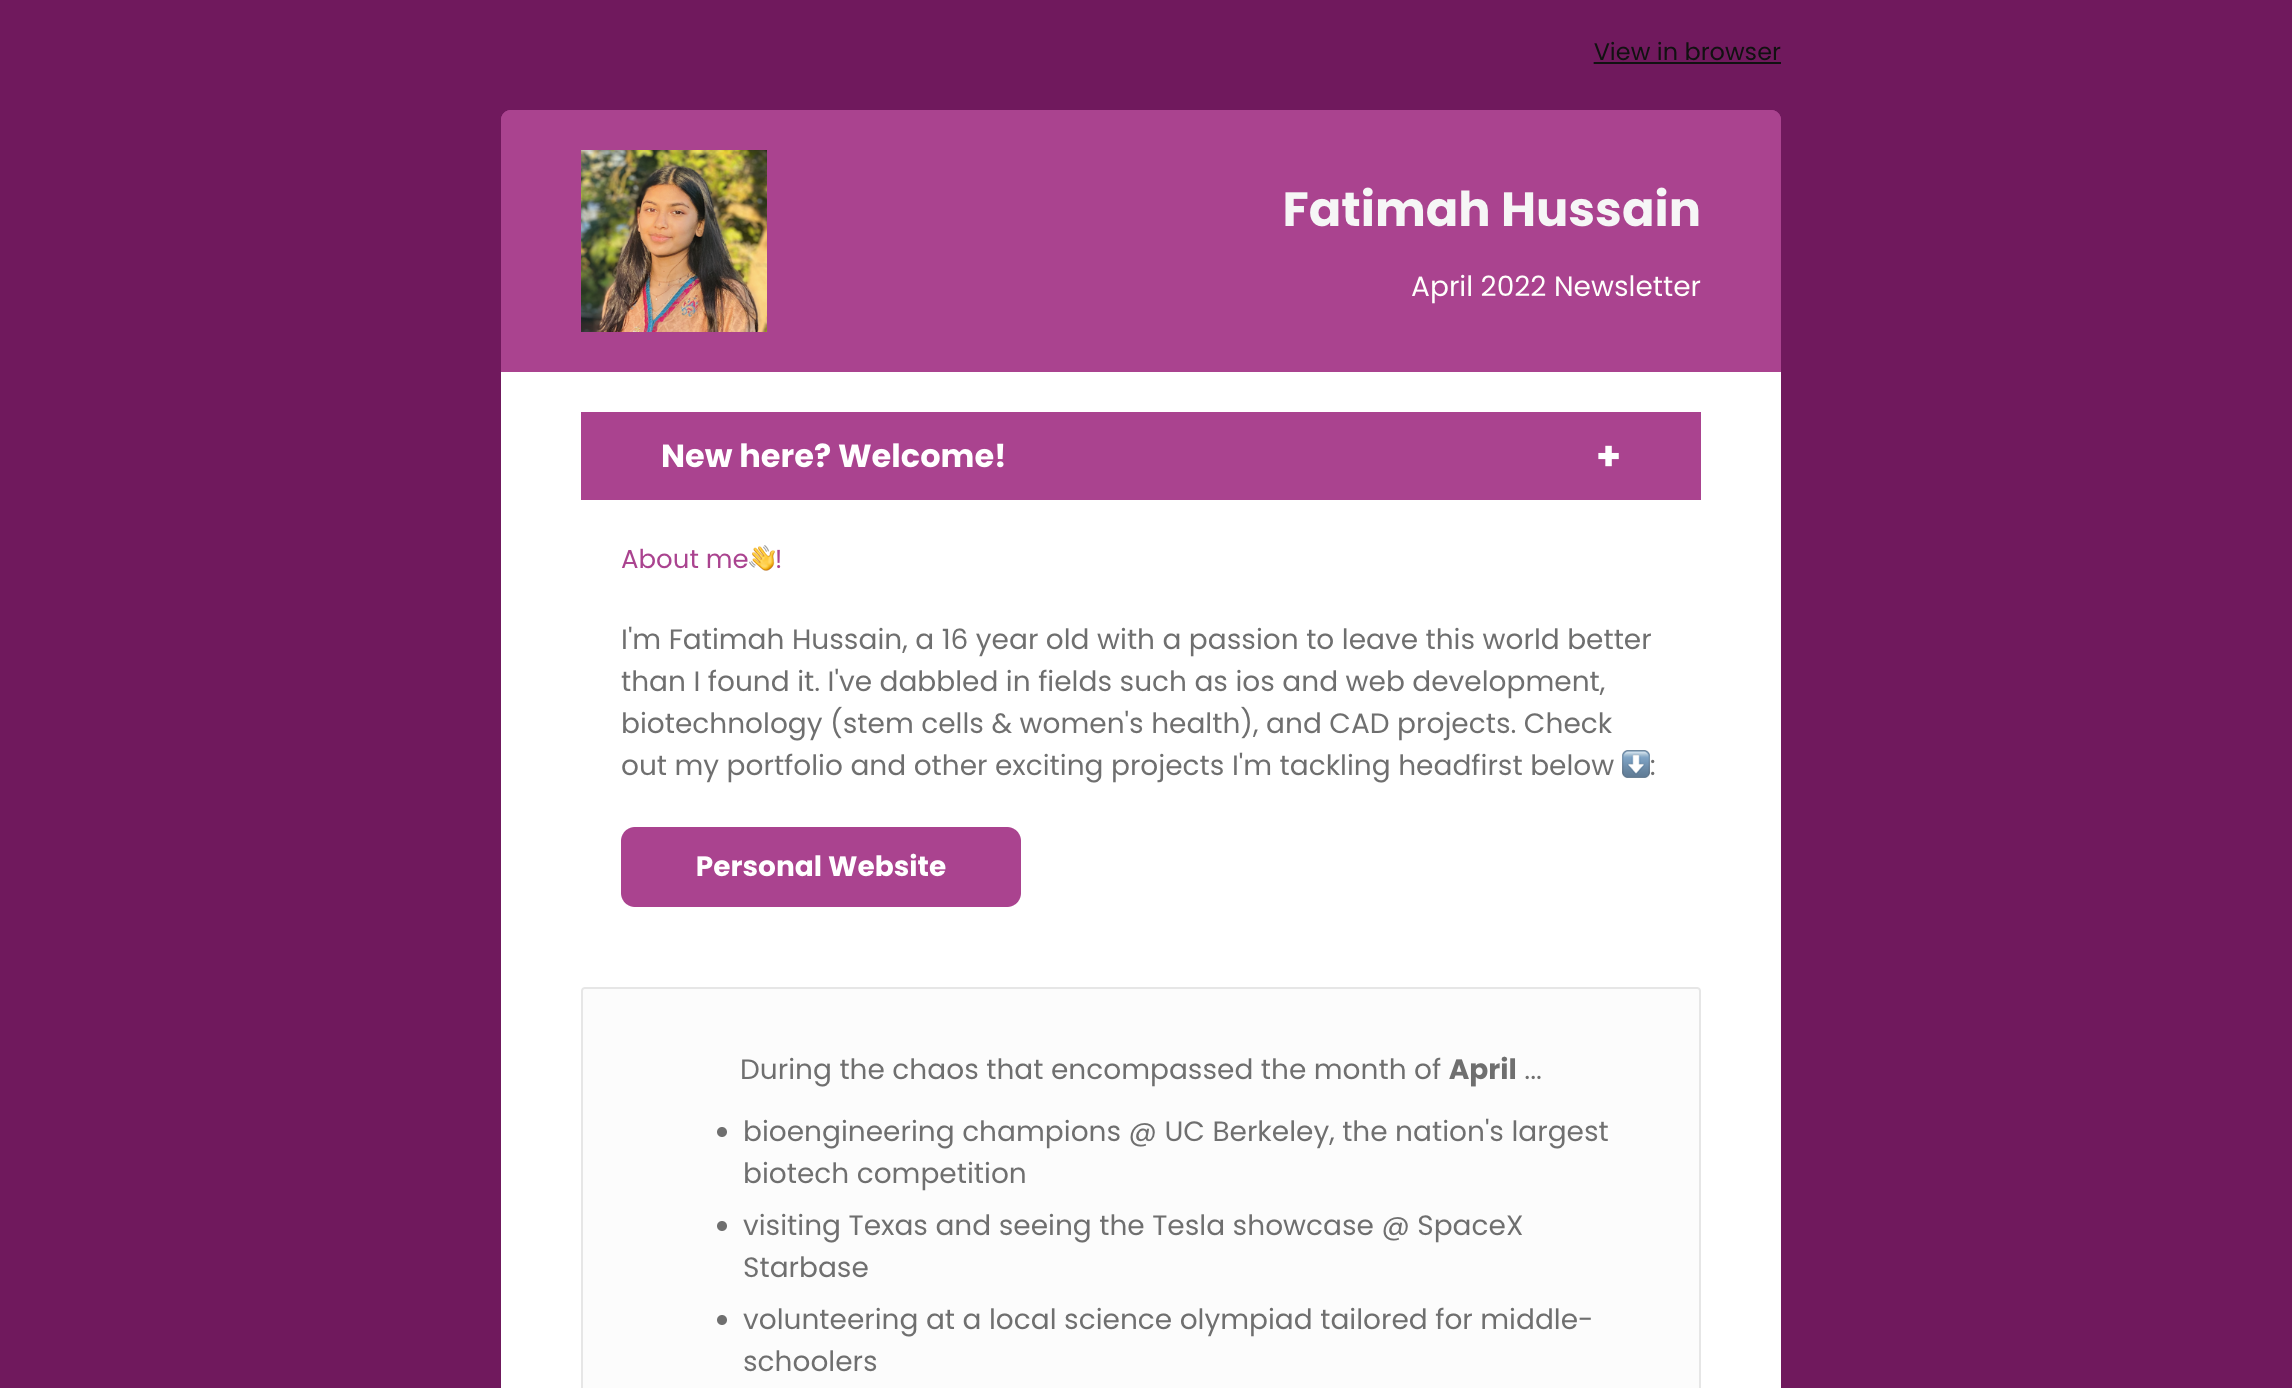 View in browser
Fatimah Hussain
April 2022 Newsletter
New here? Welcome!
+
About me👋!
I'm Fatimah Hussain, a 16 year old with a passion to leave this world better
than I found it. I've dabbled in fields such as ios and web development,
biotechnology (stem cells & women's health), and CAD projects. Check
out my portfolio and other exciting projects I'm tackling headfirst below ⬇️:
Personal Website
During the chaos that encompassed the month of April ...
• bioengineering champions @ UC Berkeley, the nation's largest
biotech competition
• visiting Texas and seeing the Tesla showcase @ SpaceX
Starbase
• volunteering at a local science olympiad tailored for middle-
schoolers